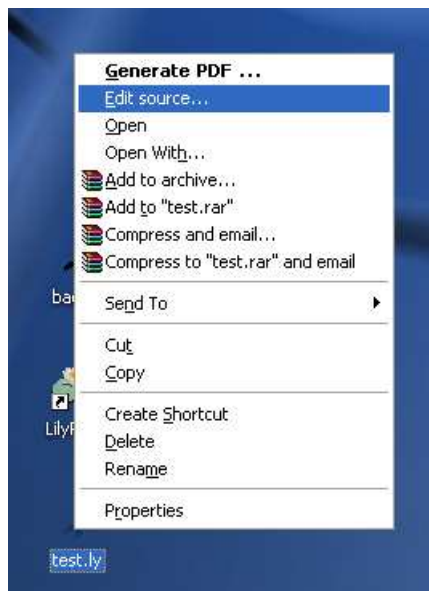 Generate PDF ...
Edit source...
Open
Open With...
Add to archive...
Add to "test.rar"
Compress and email...
Compress to "test.rar" and email
Send To
Cut
Copy
Create Shortcut
Delete
Rename
Properties
test.ly